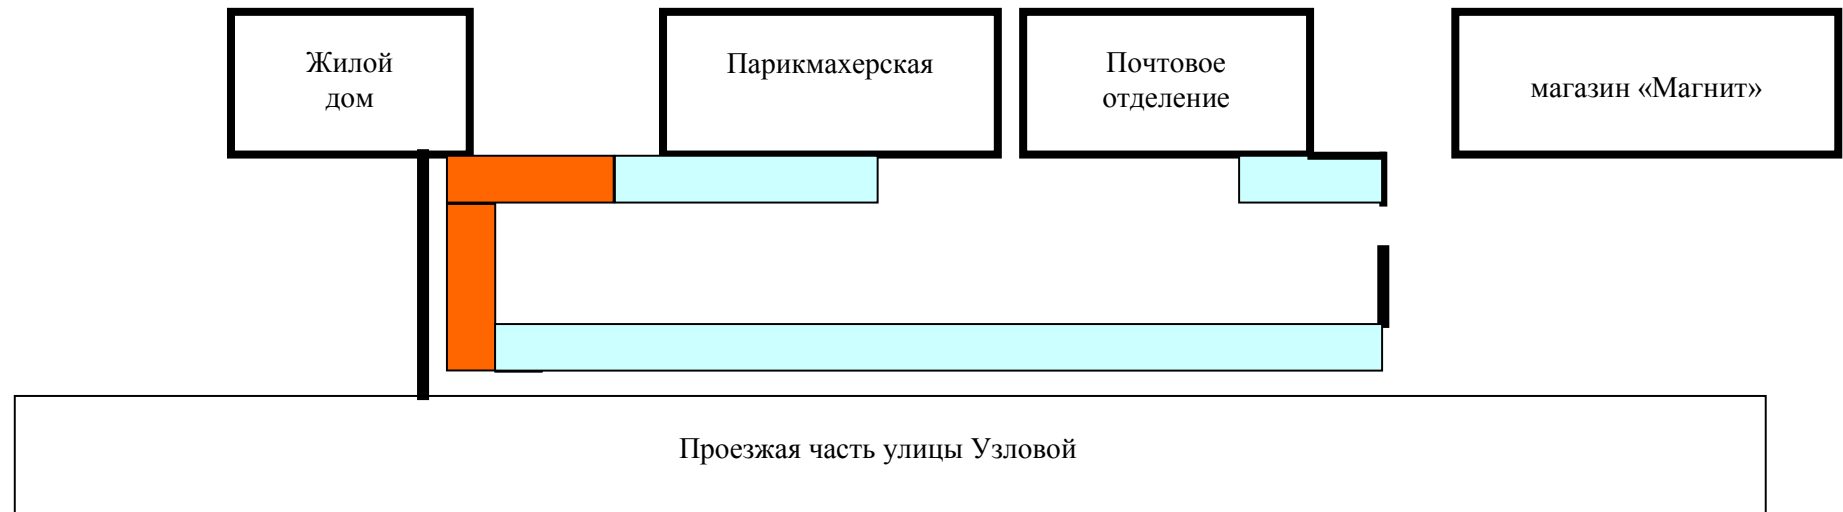 Жилой
дом
Парикмахерская
Почтовое
отделение
магазин «Магнит»
Проезжая часть улицы Узловой